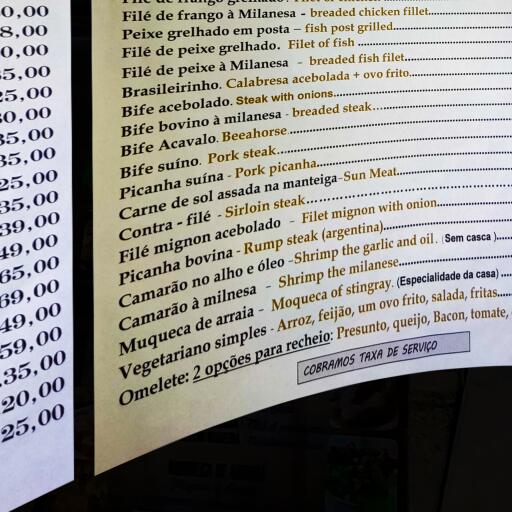 0,00
8,00
0,00
5,00
25,00
30,00
35,00
35,00
25,00
35,00
39,00
49,00
65,00
69,00
49,00
59,00
35,00
20,00
25,00
Filé de frango à Milanesa - breaded chicken fillet
Peixe grelhado em posta – fish post grilled
Filé de peixe grelhado. Filet of fish
Filé de peixe à Milanesa - breaded fish filet
Brasileirinho. Calabresa acebolada + ovo frito
Bife acebolado. Steak with onions
Bife bovino à milanesa - breaded steak
Bife Acavalo. Beeahorse
Bife suíno. Pork steak
Picanha suína - Pork picanha
Carne de sol assada na manteiga-Sun Meat
Contra - filé - Sirloin steak
Filé mignon acebolado - Filet mignon with onion
Picanha bovina - Rump steak (argentina)
Camarão no alho e óleo -Shrimp the garlic and oil. (Sem casca)
Camarão à milnesa - Shrimp the milanese
Muqueca de arraia - Moqueca of stingray. (Especialidade da casa)
Vegetariano simples - Arroz, feijão, um ovo frito, salada, fritas
Omelete: 2 opções para recheio: Presunto, queijo, Bacon, tomate,
COBRAMOS TAXA DE SERVIÇO